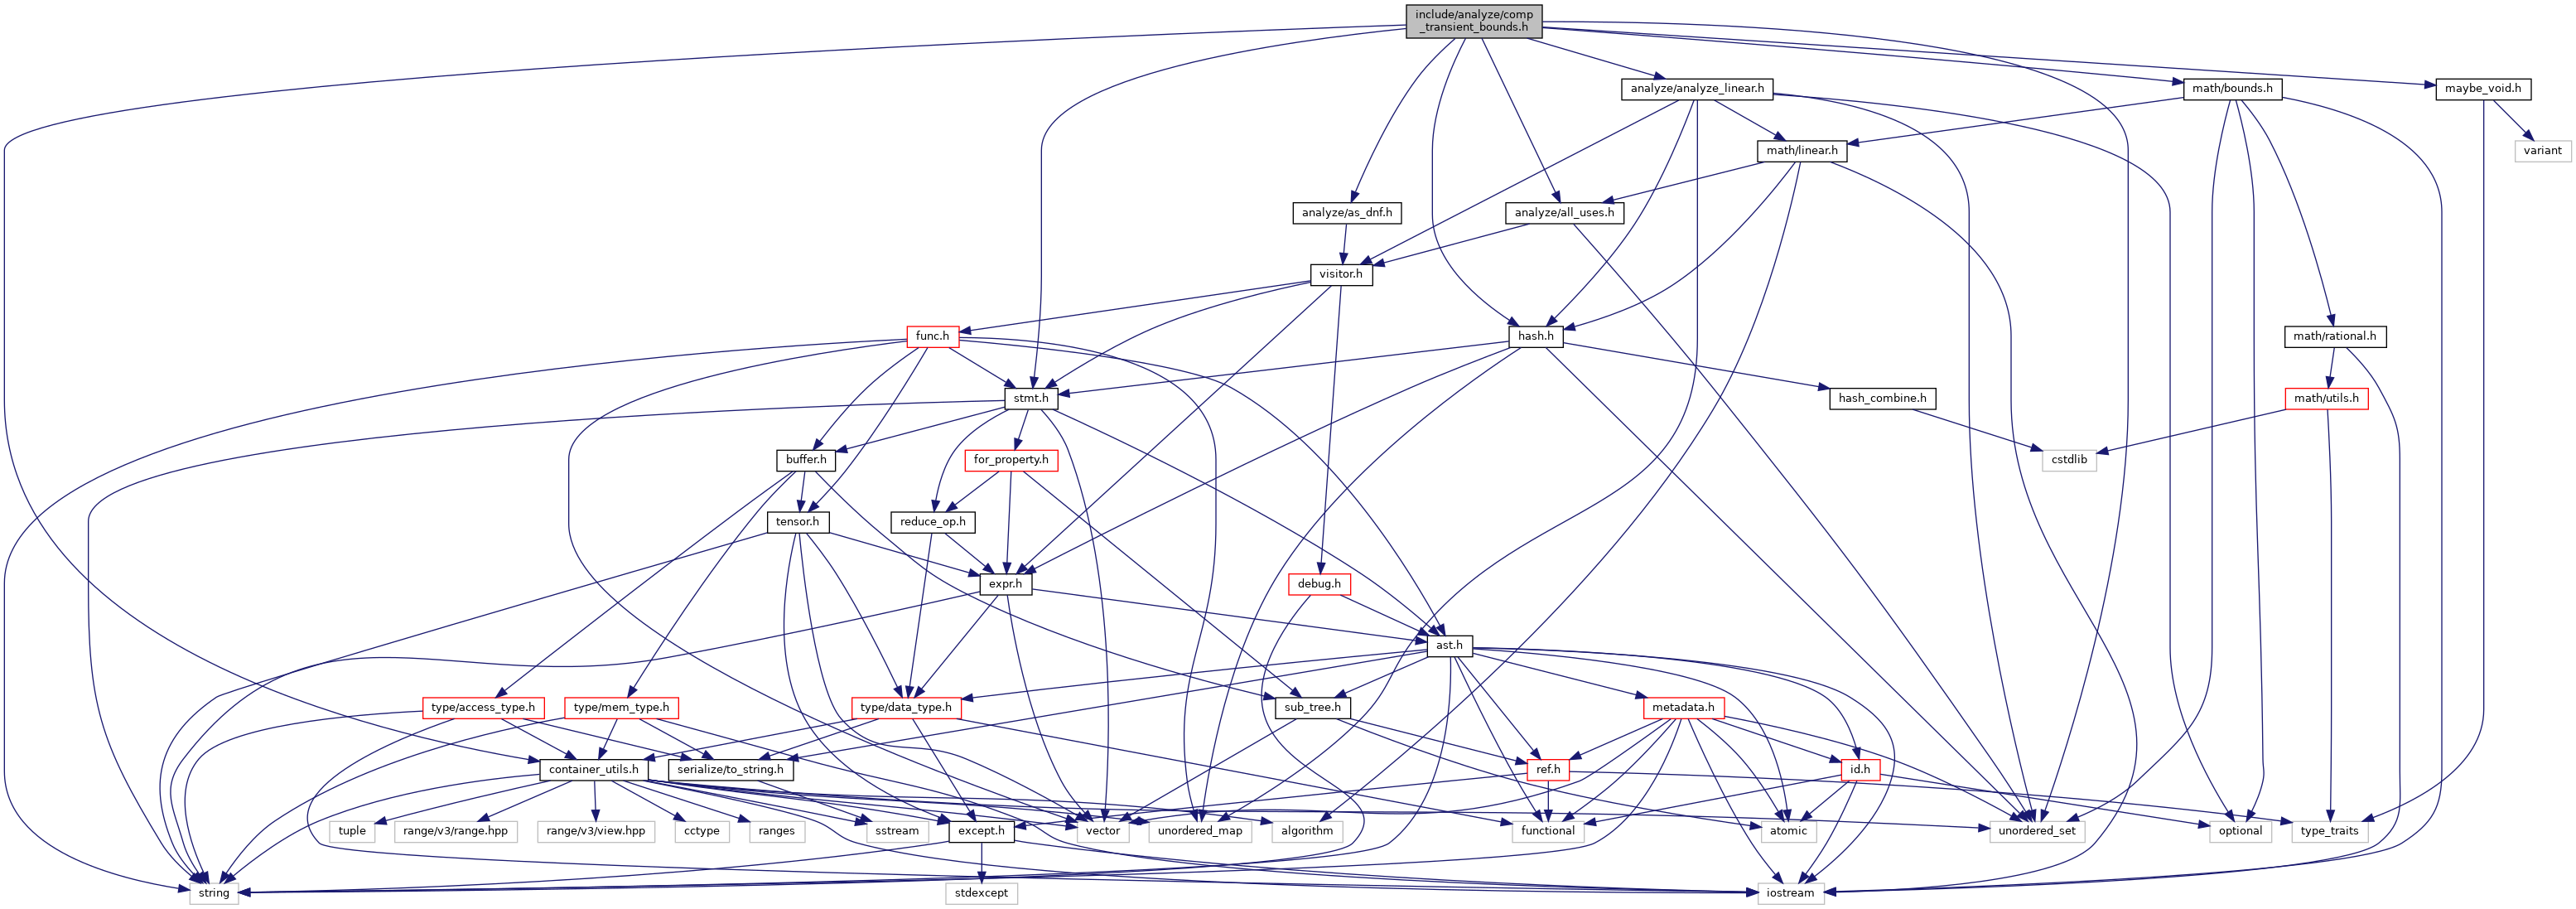 include/analyze/comp
_transient_bounds.h
analyze/analyze_linear.h
math/bounds.h
maybe_void.h
math/linear.h
variant
analyze/as_dnf.h
analyze/all_uses.h
visitor.h
func.h
hash.h
math/rational.h
stmt.h
hash_combine.h
math/utils.h
buffer.h
for_property.h
cstdlib
tensor.h
reduce_op.h
expr.h
debug.h
ast.h
type/access_type.h
type/mem_type.h
type/data_type.h
sub_tree.h
metadata.h
container_utils.h
serialize/to_string.h
ref.h
id.h
tuple
range/v3/range.hpp
range/v3/view.hpp
cctype
ranges
sstream
except.h
vector
unordered_map
algorithm
functional
atomic
unordered_set
optional
type_traits
string
stdexcept
iostream